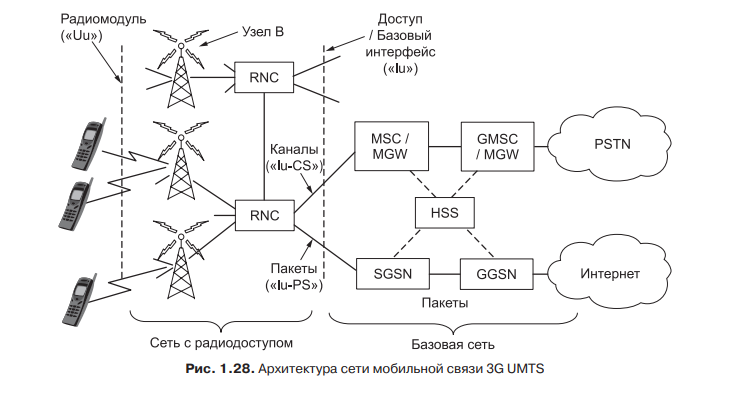 Радиомодуль
(«Uu»)
Узел B
Доступ
/ Базовый
интерфейс
(«Iu»)
RNC
Каналы
(«Iu-CS»)
MSC /
MGW
GMSC
/ MGW
PSTN
RNC
HSS
Пакеты
(«Iu-PS»)
SGSN
GGSN
Интернет
Пакеты
Сеть с радиодоступом
Базовая сеть
Рис. 1.28. Архитектура сети мобильной связи 3G UMTS